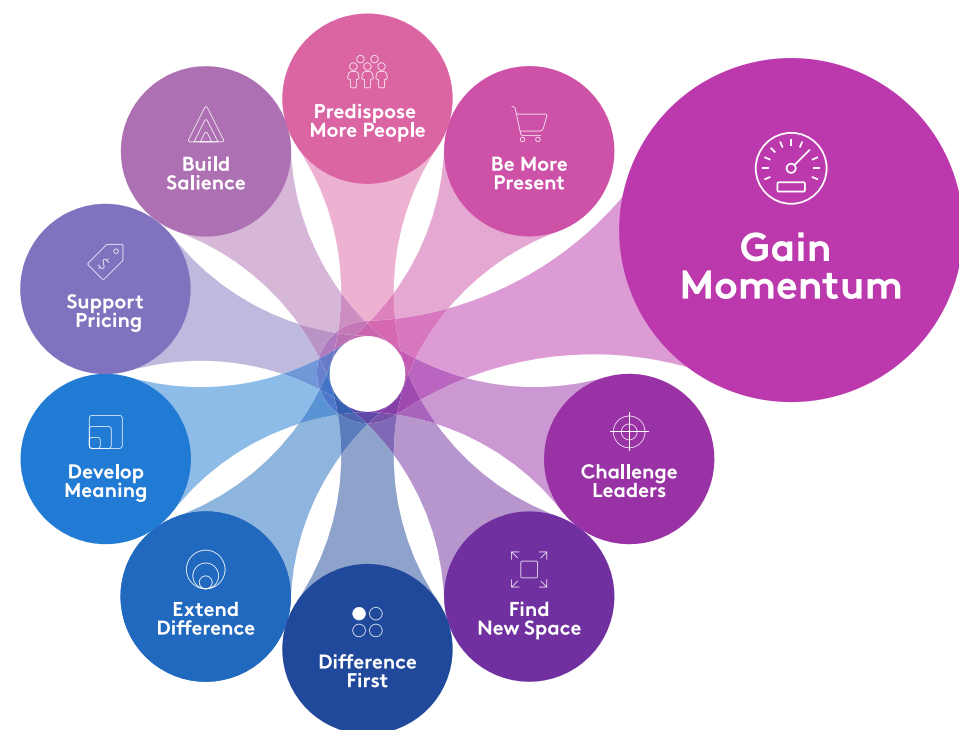 Predispose
More People
Be More
Present
Gain
Momentum
Challenge
Leaders
Find
New Space
Difference
First
Extend
Difference
Develop
Meaning
Support
Pricing
Build
Salience